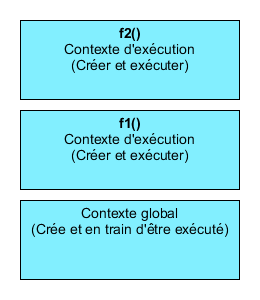 f2()
Contexte d'exécution
(Créer et exécuter)
f1()
Contexte d'exécution
(Créer et exécuter)
Contexte global
(Crée et en train d'être exécuté)